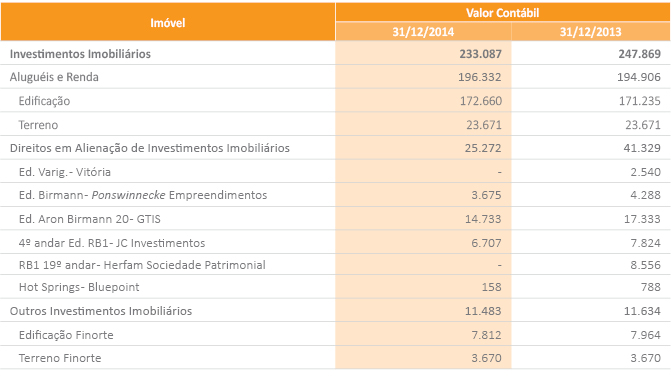 Imóvel Valor Contábil
31/12/2014 31/12/2013
Investimentos Imobiliários 233.087 247.869
Aluguéis e Renda 196.332 194.906
Edificação 172.660 171.235
Terreno 23.671 23.671
Direitos em Alienação de Investimentos Imobiliários 25.272 41.329
Ed. Varig.- Vitória - 2.540
Ed. Birmann- Ponswinnecke Empreendimentos 3.675 4.288
Ed. Aron Birmann 20- GTIS 14.733 17.333
4º andar Ed. RB1- JC Investimentos 6.707 7.824
RB1 19º andar- Herfam Sociedade Patrimonial - 8.556
Hot Springs- Bluepoint 158 788
Outros Investimentos Imobiliários 11.483 11.634
Edificação Finorte 7.812 7.964
Terreno Finorte 3.670 3.670